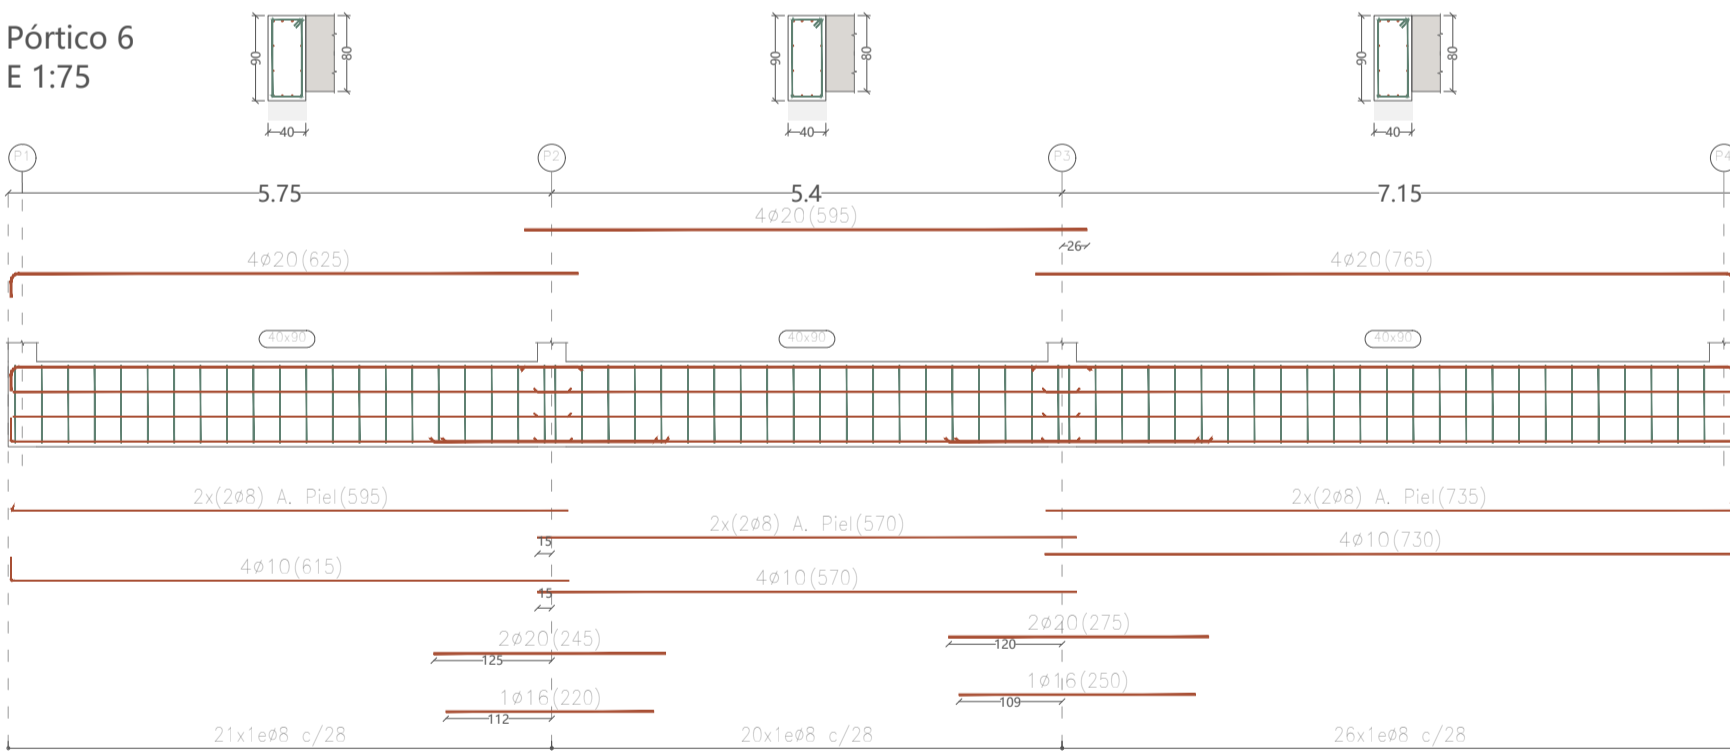 Pórtico 6
E 1:75
90 80 40
90 80 40
90 80 40
P1 P2 P3 P4
5.75 5.4 7.15
4ø20(595)
26
4ø20(625) 4ø20(765)
40x90 40x90 40x90
2x(2ø8) A. Piel(595) 2x(2ø8) A. Piel(735)
2x(2ø8) A. Piel(570)
15
4ø10(730)
4ø10(615)
4ø10(570)
15
2ø20(275)
120
2ø20(245)
125
1ø16(250)
109
1ø16(220)
112
21x1eø8 c/28 20x1eø8 c/28 26x1eø8 c/28